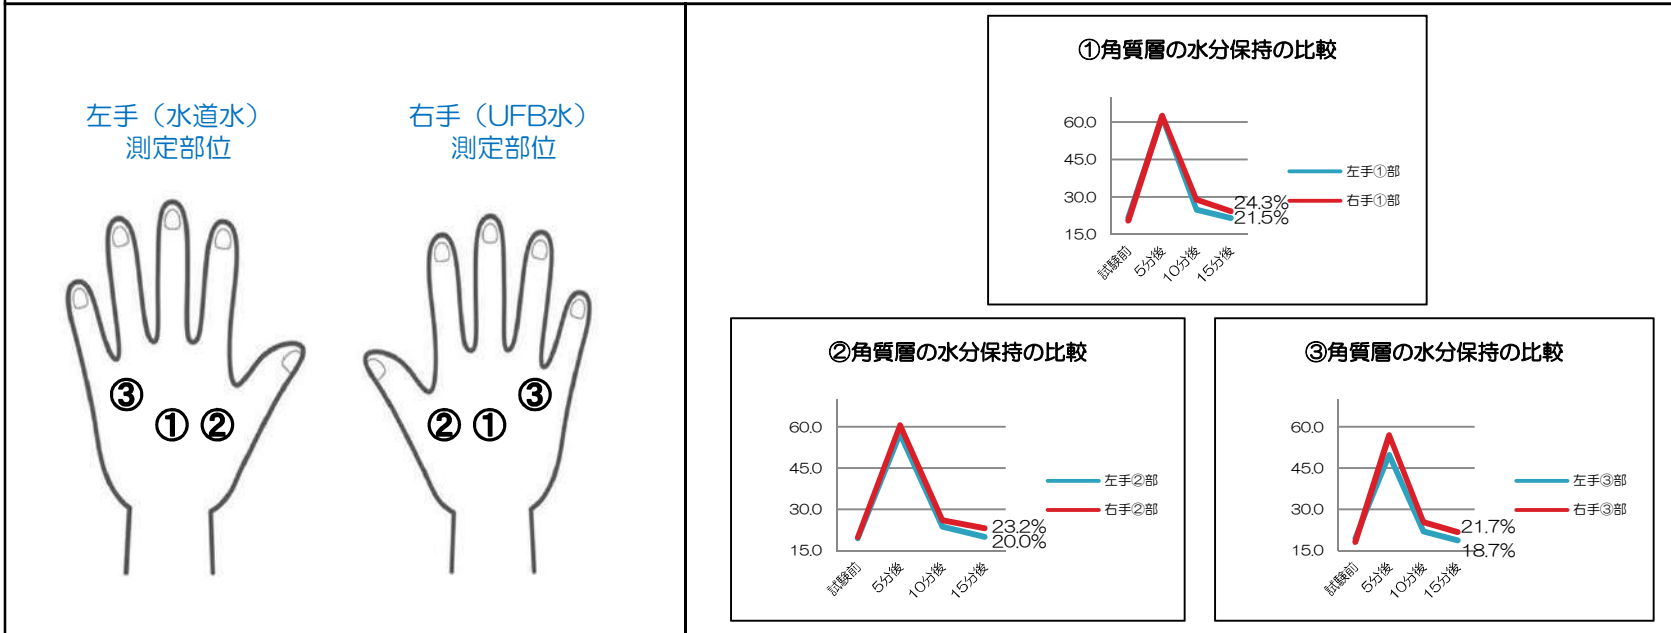 左手（水道水）
測定部位
右手（UFB水）
測定部位
③
①②
②①
③
①角質層の水分保持の比較
60.0
45.0
30.0
15.0
24.3%
21.5%
試験前
5分後
10分後
15分後
左手①部
右手①部
②角質層の水分保持の比較
60.0
45.0
30.0
15.0
23.2%
20.0%
試験前
5分後
10分後
15分後
左手②部
右手②部
③角質層の水分保持の比較
60.0
45.0
30.0
15.0
21.7%
18.7%
試験前
5分後
10分後
15分後
左手③部
右手③部